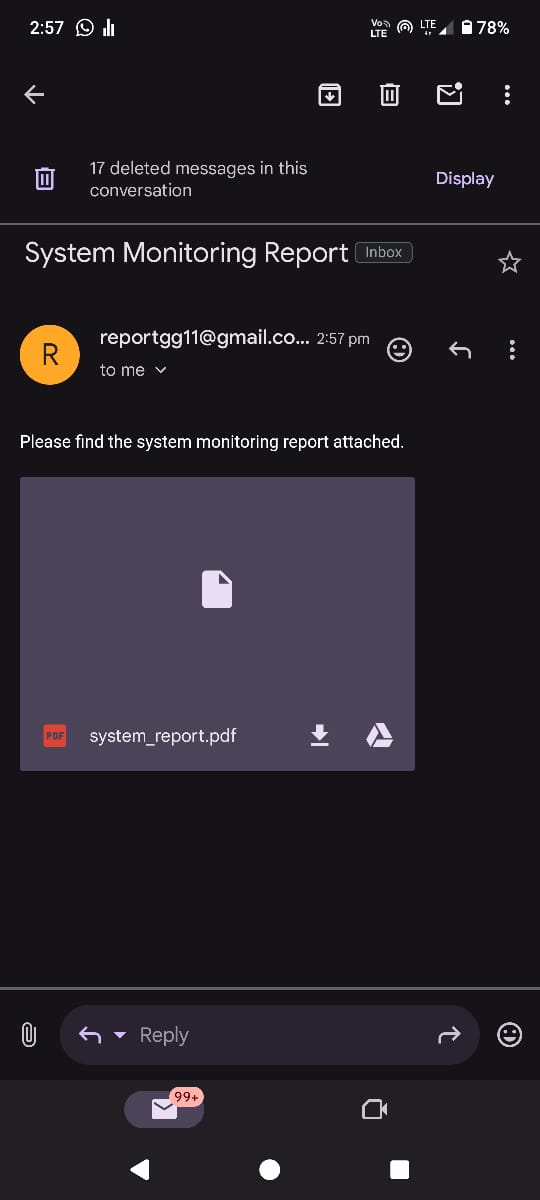 2:57
Vo LTE
LTE
78%
17 deleted messages in this
conversation
Display
System Monitoring Report
Inbox
R
reportgg11@gmail.co...
2:57 pm
to me
Please find the system monitoring report attached.
PDF
system_report.pdf
Reply
99+